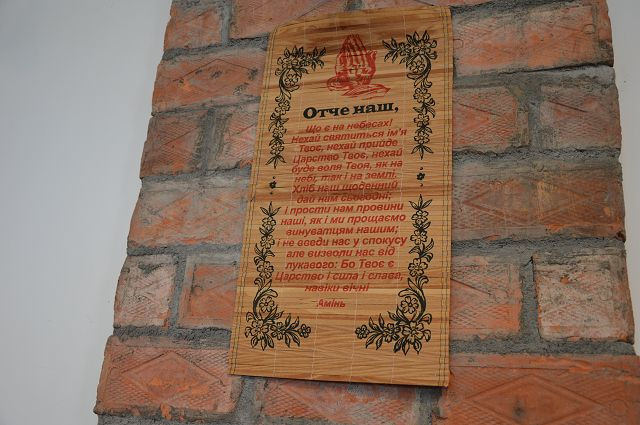 Отче наш,
Що є на небесах!
Нехай святиться ім'я
Твоє, нехай прийде
Царство Твоє, нехай
буде воля Твоя, як на
небі, так і на землі.
Хліб наш щоденний
дай ним сьогодні;
і прости нам провини
наші, як і ми прощаємо
винуватцям нашим;
і не введи нас у спокусу
але визволи нас від
лукавого: Бо Твоє є
Царство і сила і слава,
навіки вічні
Амінь